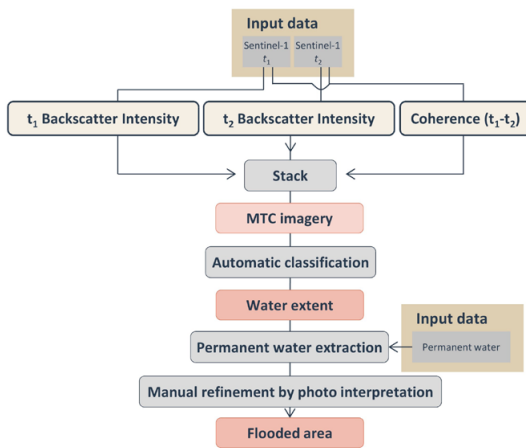 Input data
Sentinel-1 Sentinel-1
t1 t2
t1 Backscatter Intensity
t2 Backscatter Intensity
Coherence (t1-t2)
Stack
MTC imagery
Automatic classification
Water extent
Input data
Permanent water extraction
Permanent water
Manual refinement by photo interpretation
Flooded area